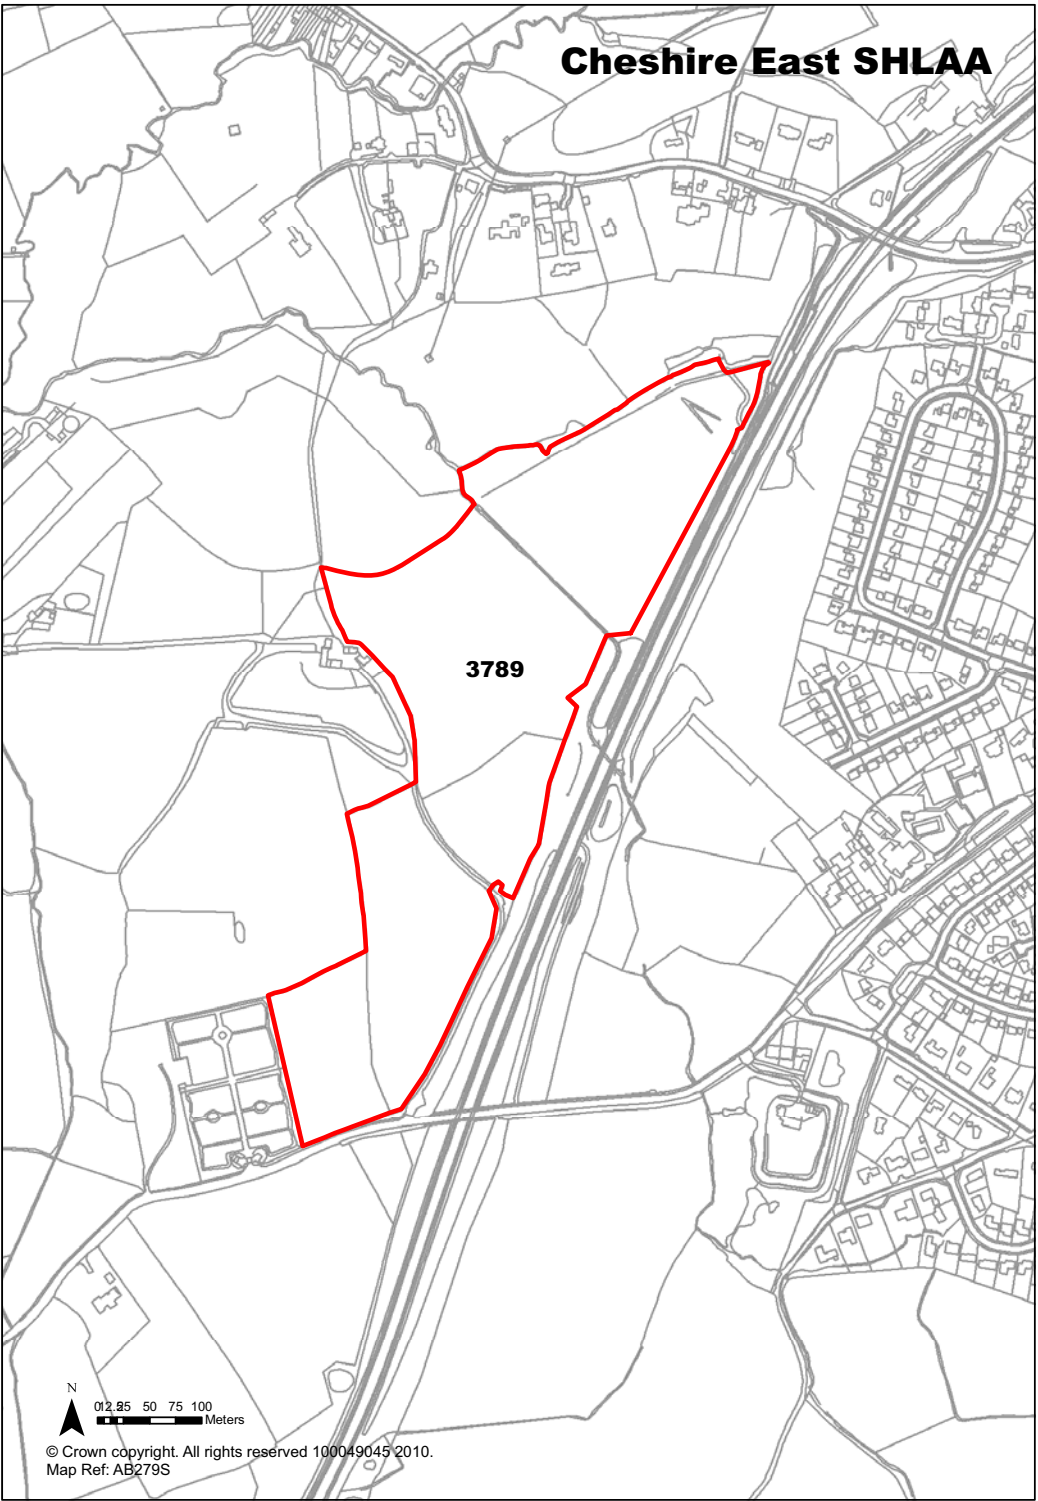 Cheshire East SHLAA
3789
N
0 12.5 25 50 75 100
Meters
© Crown copyright. All rights reserved 100049045 2010.
Map Ref: AB279S